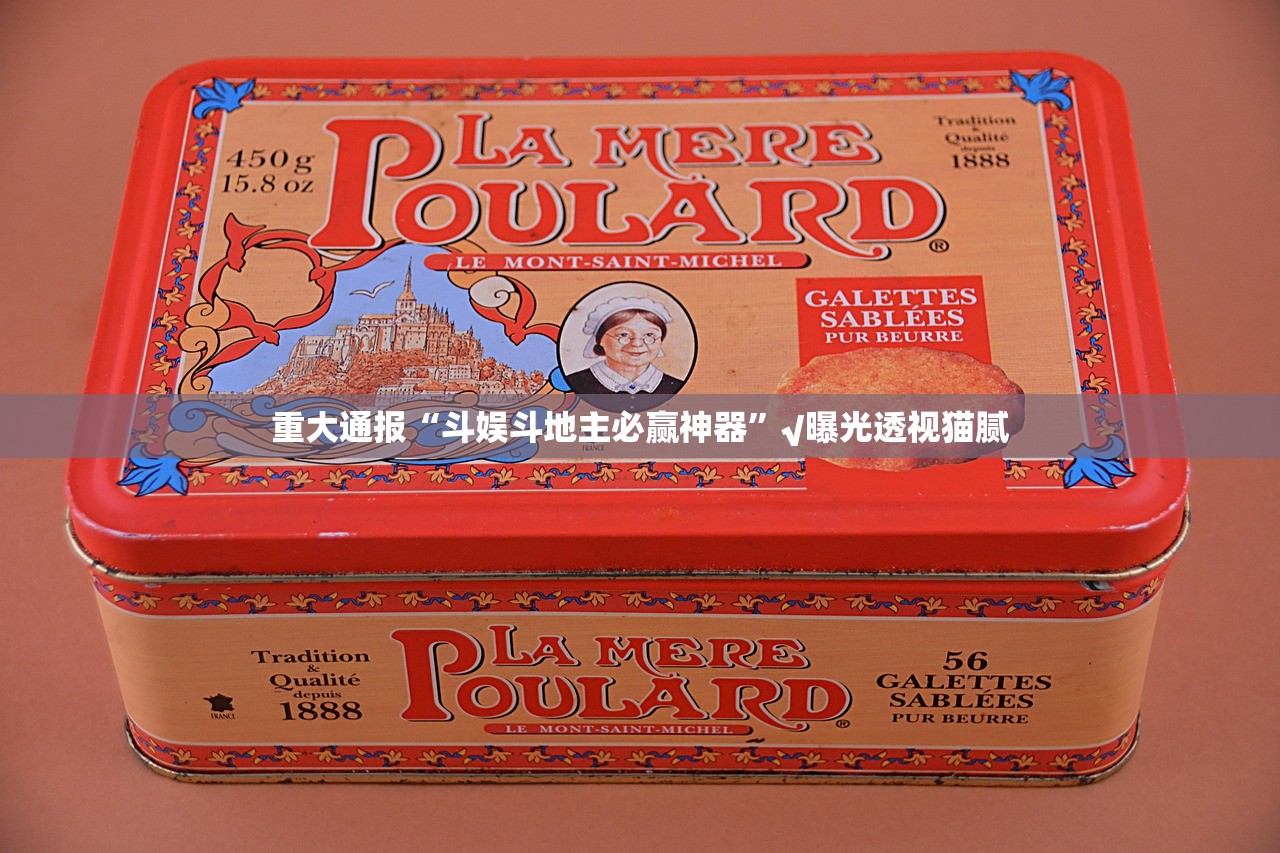 450 g
15.8 oz
LA MERE
POULARD®
LE MONT-SAINT-MICHEL
Tradition
&
Qualité
depuis
1888
GALETTES
SABLÉES
PUR BEURRE
重大通报“斗娱斗地主必赢神器”√曝光透视猫腻
FRANCE
Tradition
&
Qualité
depuis
1888
FRANCE
LA MERE
POULARD®
LE MONT-SAINT-MICHEL
56
GALETTES
SABLÉES
PUR BEURRE